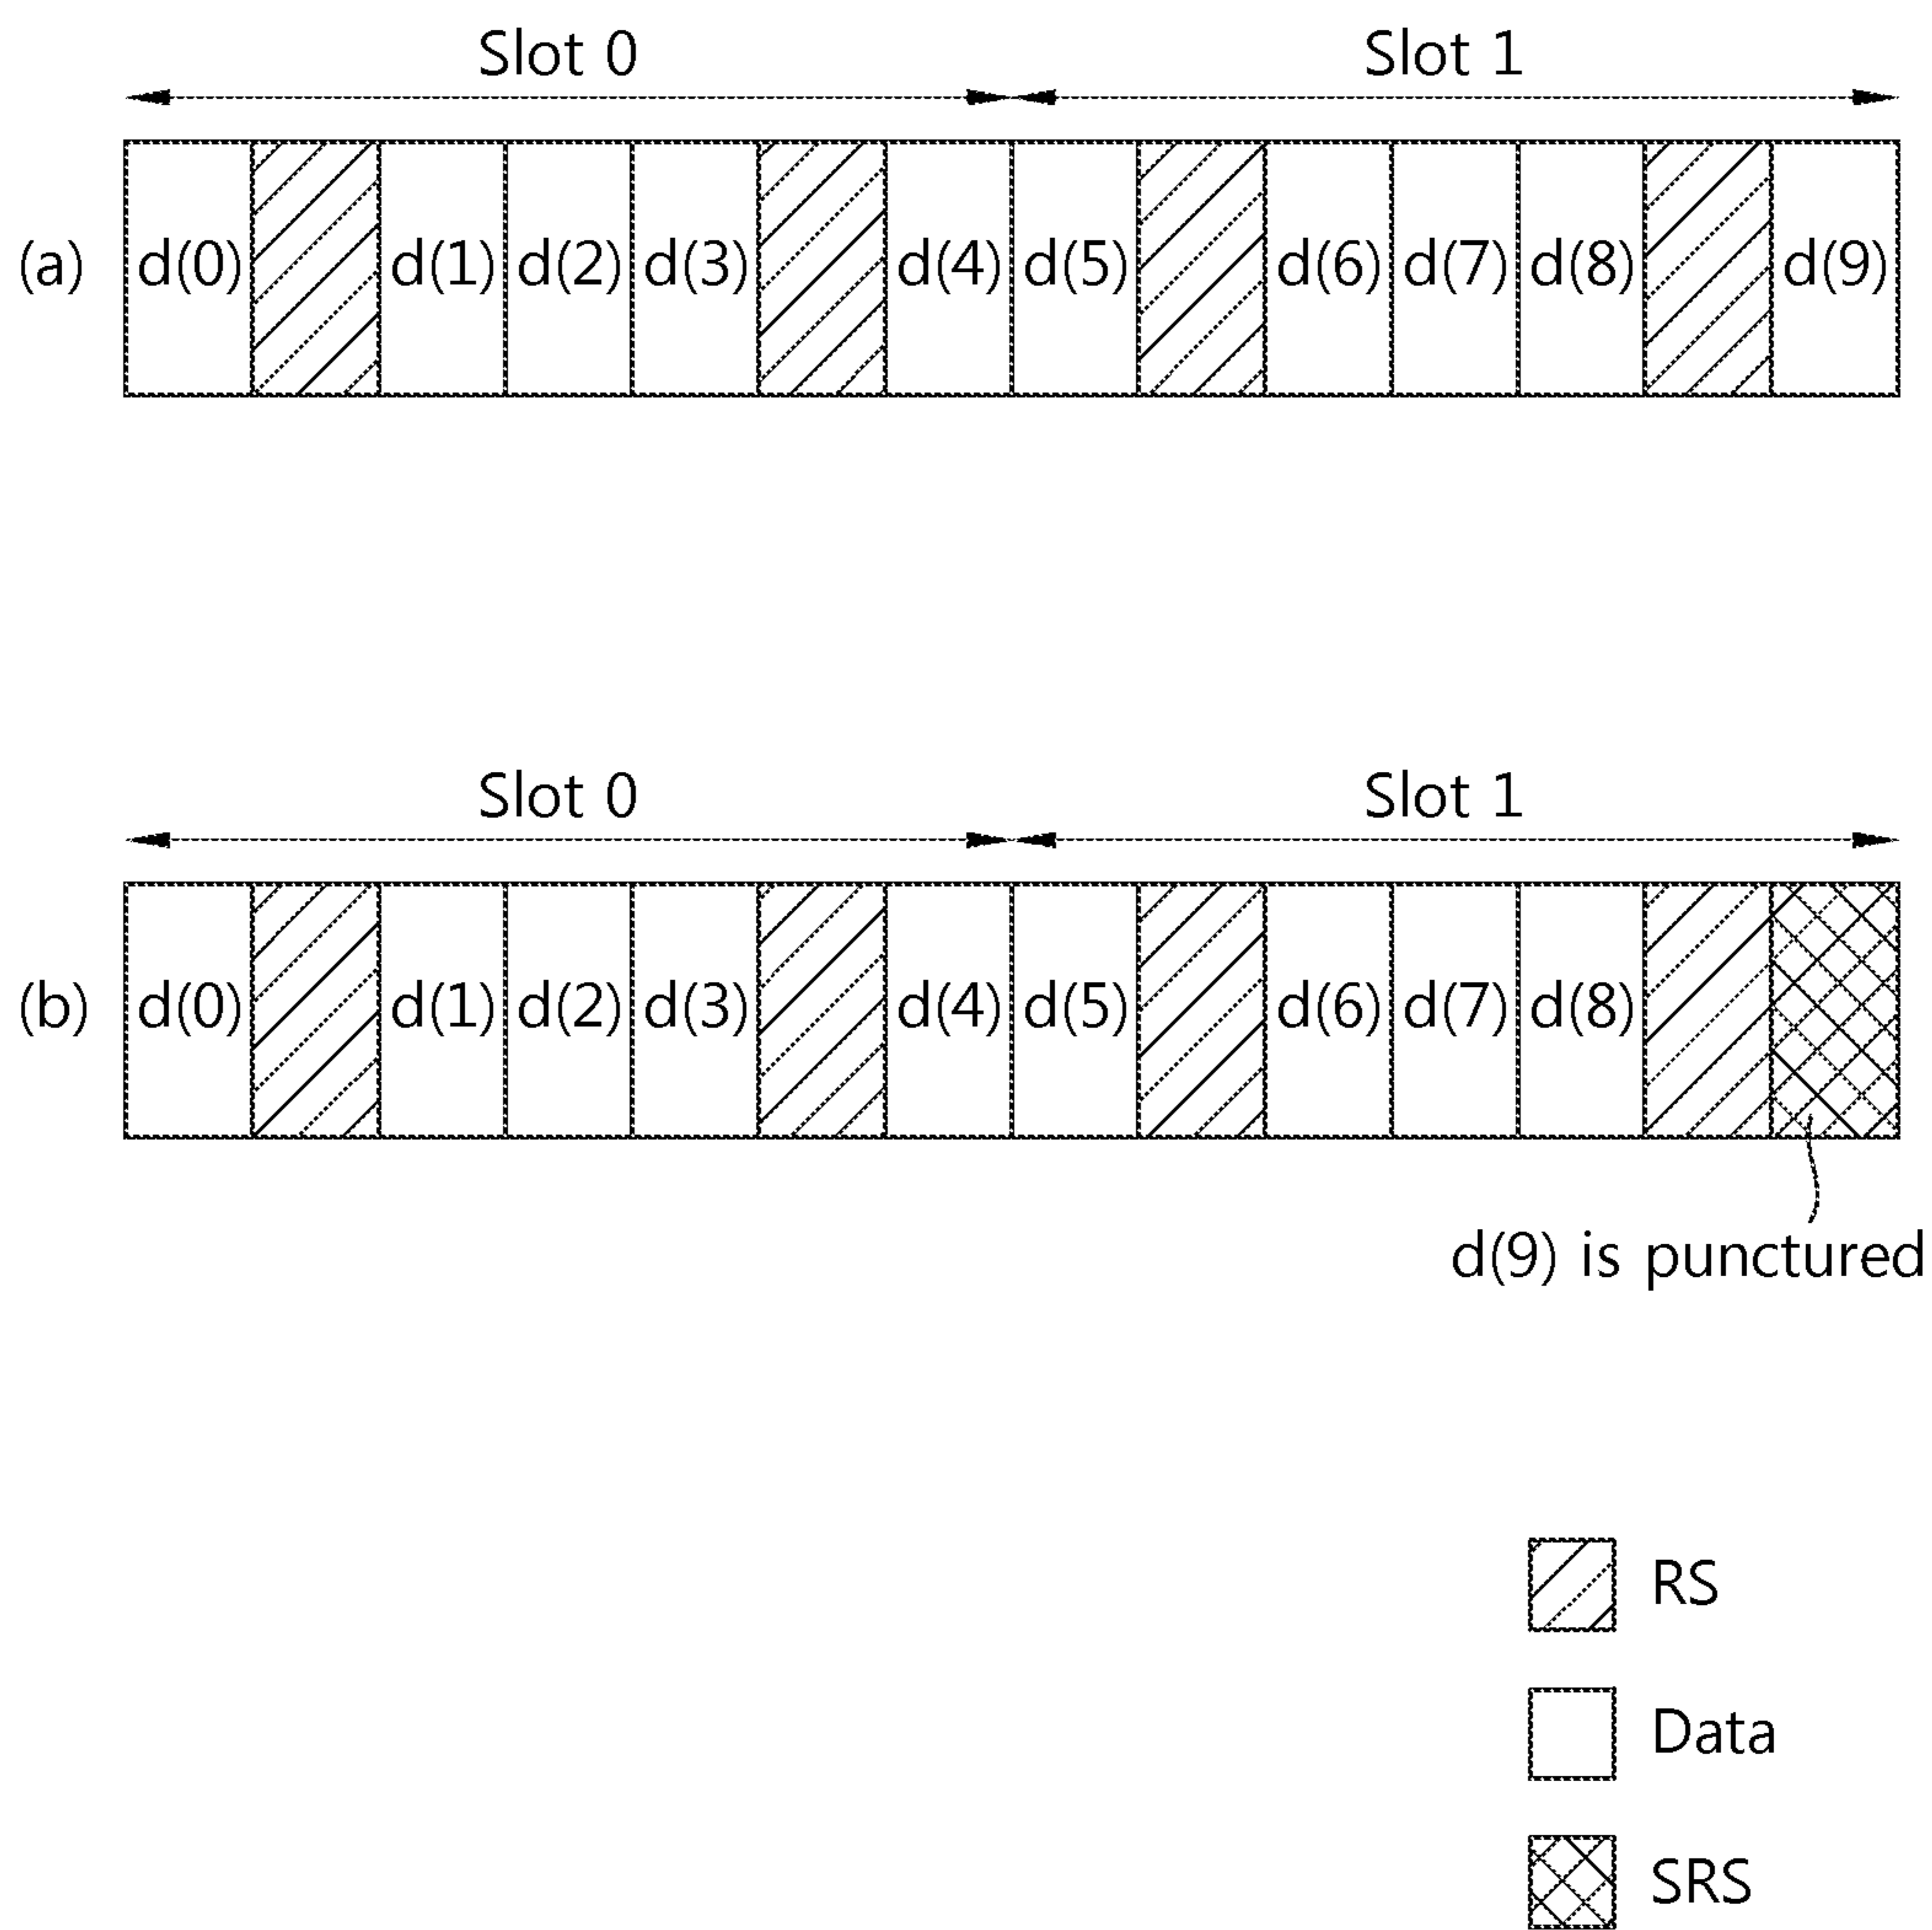 Slot 0 Slot 1
(a) d(0) d(1) d(2) d(3) d(4) d(5) d(6) d(7) d(8) d(9)
Slot 0 Slot 1
(b) d(0) d(1) d(2) d(3) d(4) d(5) d(6) d(7) d(8)
d(9) is punctured
RS
Data
SRS